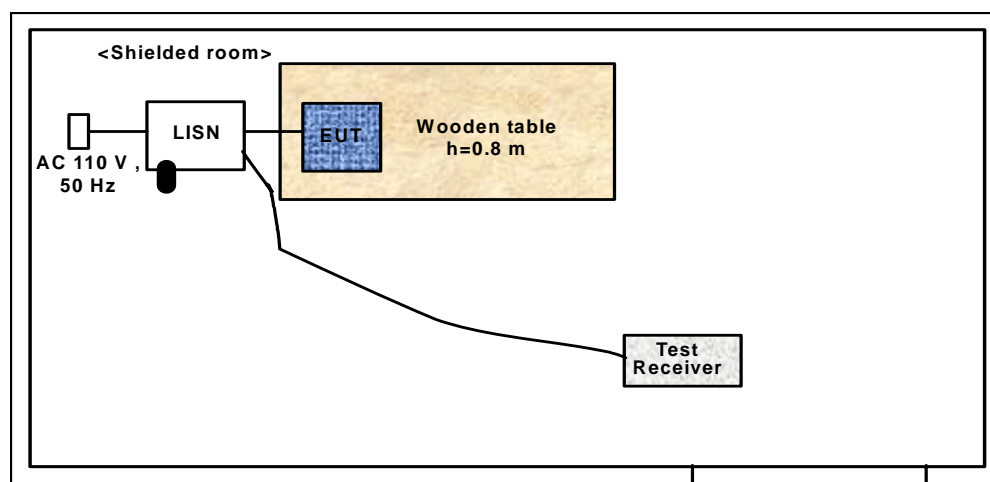 <Shielded room>
LISN
EUT
Wooden table
h=0.8 m
AC 110 V ,
50 Hz
Test
Receiver